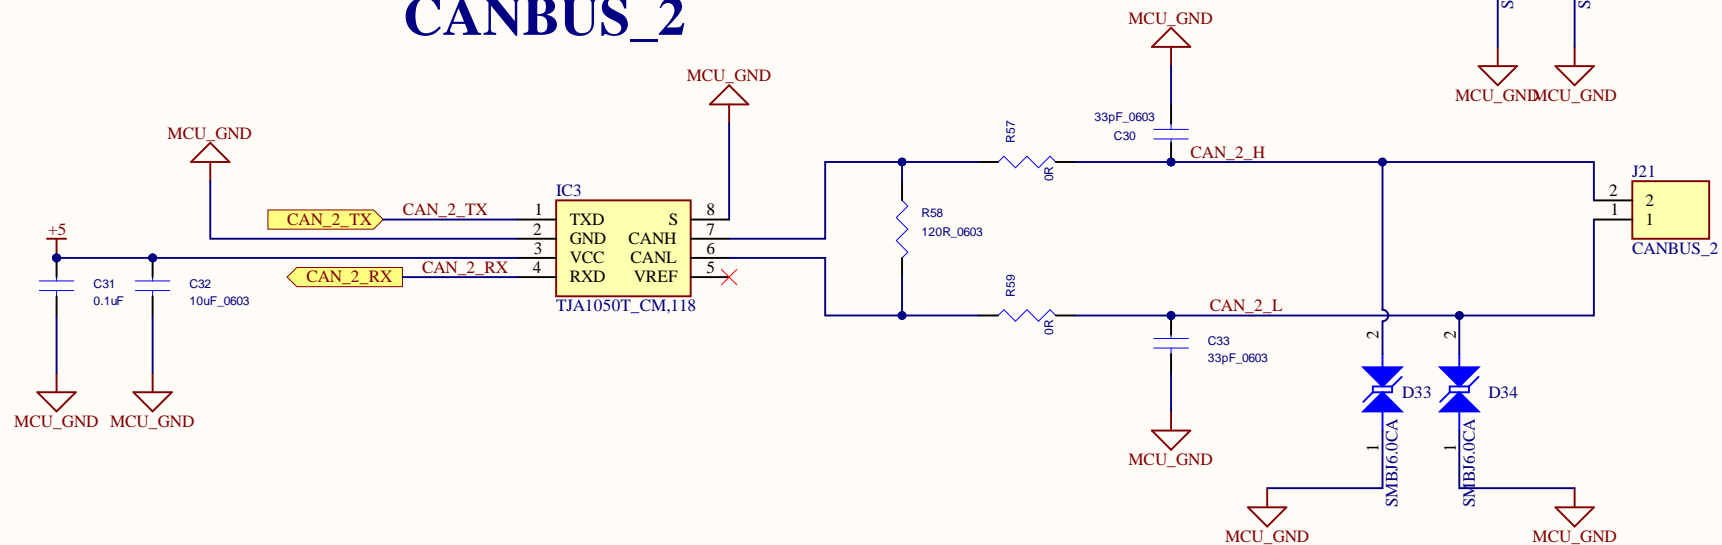 CANBUS_2
MCU_GND
S
S
MCU_GND
MCU_GND
MCU_GND
MCU_GND
33pF_0603
C30
R57
0R
CAN_2_H
J21
2
2
1
1
CANBUS_2
IC3
CAN_2_TX
CAN_2_TX
1
TXD
S
8
2
GND
CANH
7
+5
3
VCC
CANL
6
CAN_2_RX
CAN_2_RX
4
RXD
VREF
5
TJA1050T_CM,118
R58
120R_0603
C31
0.1uF
C32
10uF_0603
R59
0R
CAN_2_L
C33
33pF_0603
2
2
D33
D34
1
1
SMBJ6.0CA
SMBJ6.0CA
MCU_GND
MCU_GND
MCU_GND
MCU_GND
MCU_GND